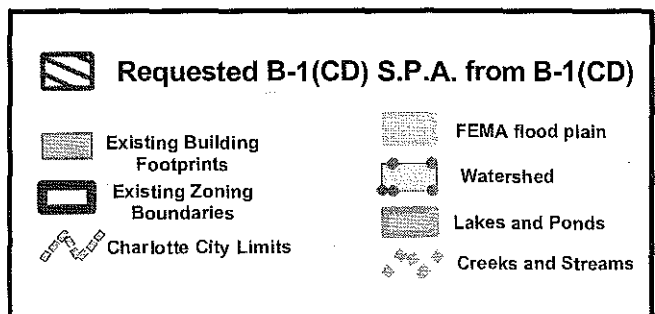 Requested B-1(CD) S.P.A. from B-1(CD)
Existing Building
Footprints
Existing Zoning
Boundaries
Charlotte City Limits
FEMA flood plain
Watershed
Lakes and Ponds
Creeks and Streams